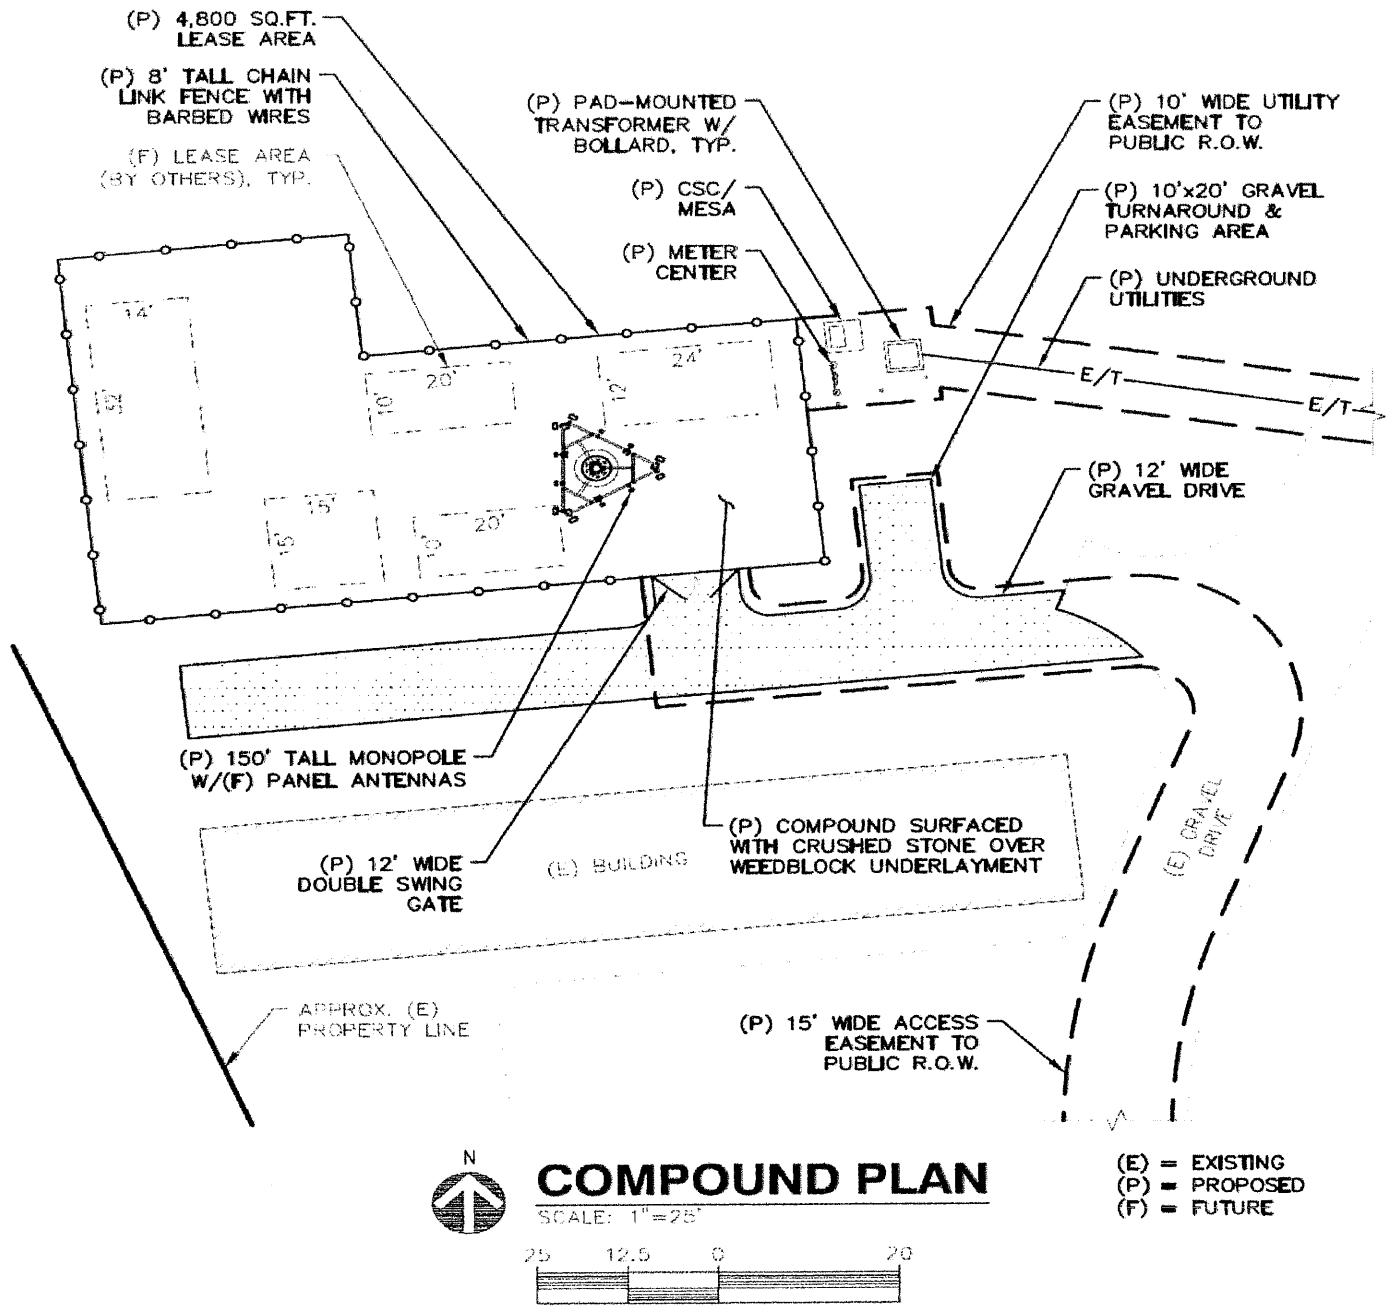 (P) 4,800 SQ.FT.
LEASE AREA
(P) 8' TALL CHAIN
LINK FENCE WITH
BARBED WIRES
(F) LEASE AREA
(BY OTHERS), TYP.
(P) PAD-MOUNTED
TRANSFORMER W/
BOLLARD, TYP.
(P) CSC/
MESA
(P) METER
CENTER
(P) 10' WIDE UTILITY
EASEMENT TO
PUBLIC R.O.W.
(P) 10'x20' GRAVEL
TURNAROUND &
PARKING AREA
(P) UNDERGROUND
UTILITIES
14'
20'
10'
24'
12'
E/T
E/T
(P) 12' WIDE
GRAVEL DRIVE
15'
15'
20'
10'
(P) 150' TALL MONOPOLE
W/(F) PANEL ANTENNAS
(P) 12' WIDE
DOUBLE SWING
GATE
(E) BUILDING
(P) COMPOUND SURFACED
WITH CRUSHED STONE OVER
WEEDBLOCK UNDERLAYMENT
(E) GRAVEL
DRIVE
APPROX. (E)
PROPERTY LINE
(P) 15' WIDE ACCESS
EASEMENT TO
PUBLIC R.O.W.
N
COMPOUND PLAN
SCALE: 1"=25'
25 12.5 0 20
(E) = EXISTING
(P) = PROPOSED
(F) = FUTURE